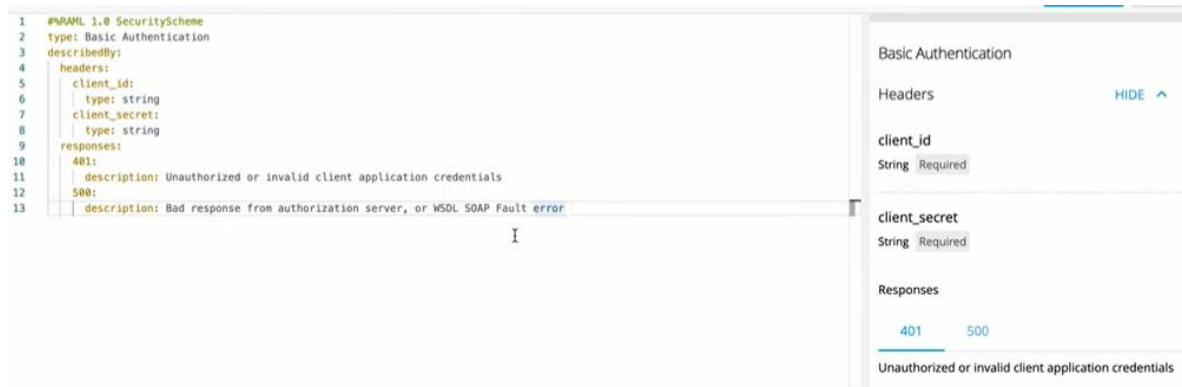 1 #%RAML 1.0 SecurityScheme
2 type: Basic Authentication
3 describedBy:
4 headers:
5 client_id:
6 type: string
7 client_secret:
8 type: string
9 responses:
10 401:
11 description: Unauthorized or invalid client application credentials
12 500:
13 description: Bad response from authorization server, or WSDL SOAP Fault error
Basic Authentication
Headers HIDE
client_id
String Required
client_secret
String Required
Responses
401 500
Unauthorized or invalid client application credentials